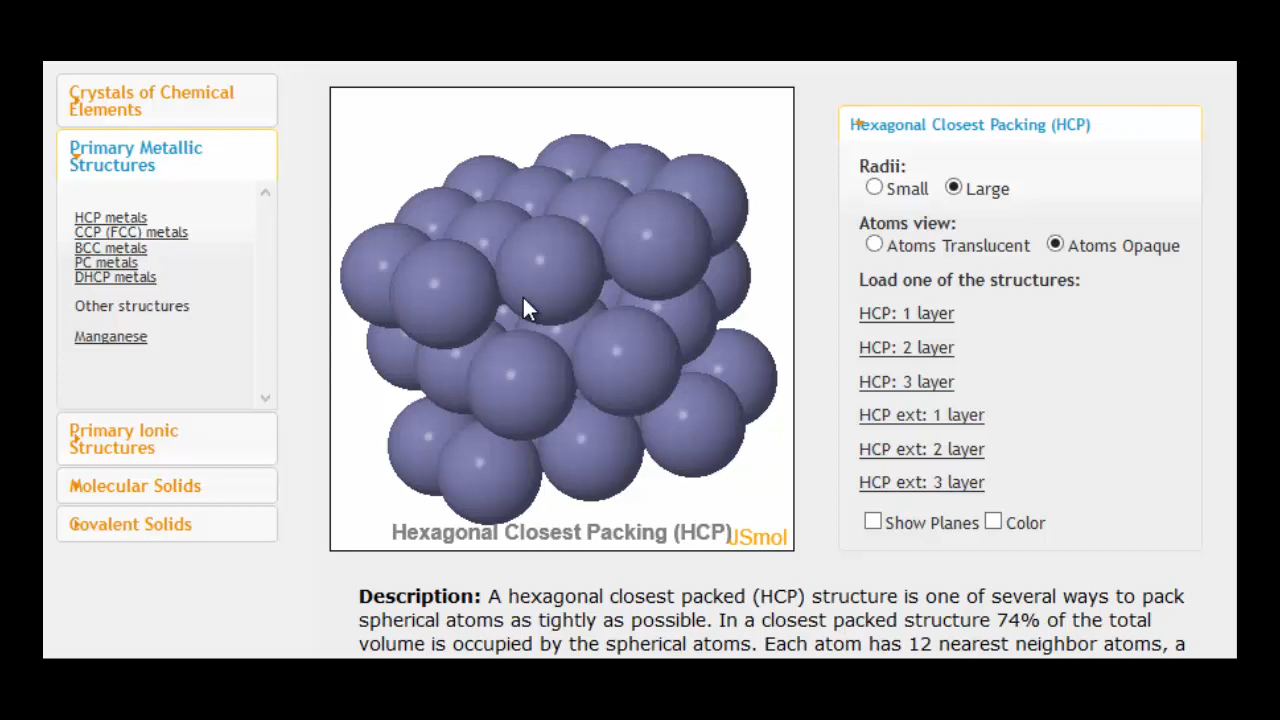 Crystals of Chemical
Elements
Primary Metallic
Structures
HCP metals
CCP (FCC) metals
BCC metals
PC metals
DHCP metals
Other structures
Manganese
Primary Ionic
Structures
Molecular Solids
Covalent Solids
Hexagonal Closest Packing (HCP)
JSmol
Hexagonal Closest Packing (HCP)
Radii:
Small Large
Atoms view:
Atoms Translucent Atoms Opaque
Load one of the structures:
HCP: 1 layer
HCP: 2 layer
HCP: 3 layer
HCP ext: 1 layer
HCP ext: 2 layer
HCP ext: 3 layer
Show Planes Color
Description: A hexagonal closest packed (HCP) structure is one of several ways to pack
spherical atoms as tightly as possible. In a closest packed structure 74% of the total
volume is occupied by the spherical atoms. Each atom has 12 nearest neighbor atoms, a